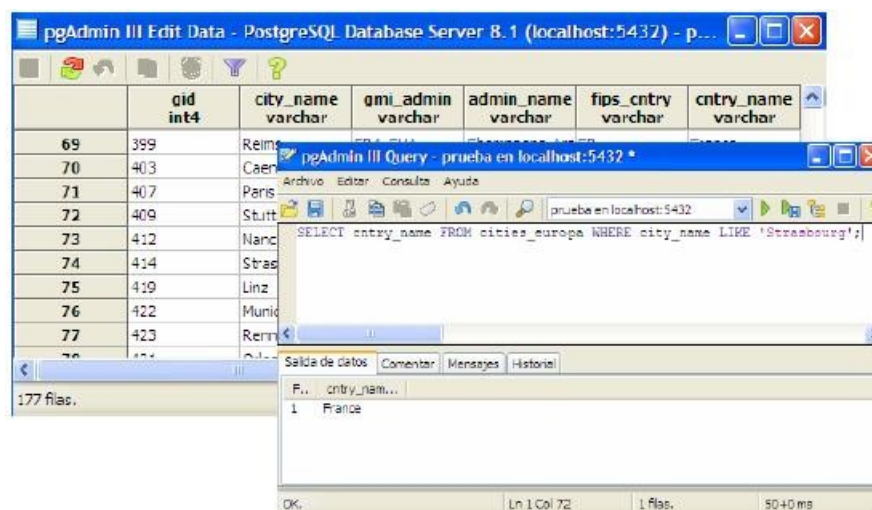 pgAdmin III Edit Data - PostgreSQL Database Server 8.1 (localhost:5432) - p...
gid int4 city_name varchar gmi_admin varchar admin_name varchar fips_cntry varchar cntry_name varchar
69 399 Reims
70 403 Caen
71 407 Paris
72 409 Stutt
73 412 Nanc
74 414 Stras
75 419 Linz
76 422 Munic
77 423 Renn
177 filas.
pgAdmin III Query - prueba en localhost:5432 *
Archivo Editar Consulta Ayuda
prueba en localhost:5432
SELECT cntry_name FROM cities_europa WHERE city_name LIKE 'Strasbourg';
Salida de datos Comentar Mensajes Historial
F... cntry_nam...
1 France
OK. Ln 1 Col 72 1 filas. 50+0 ms